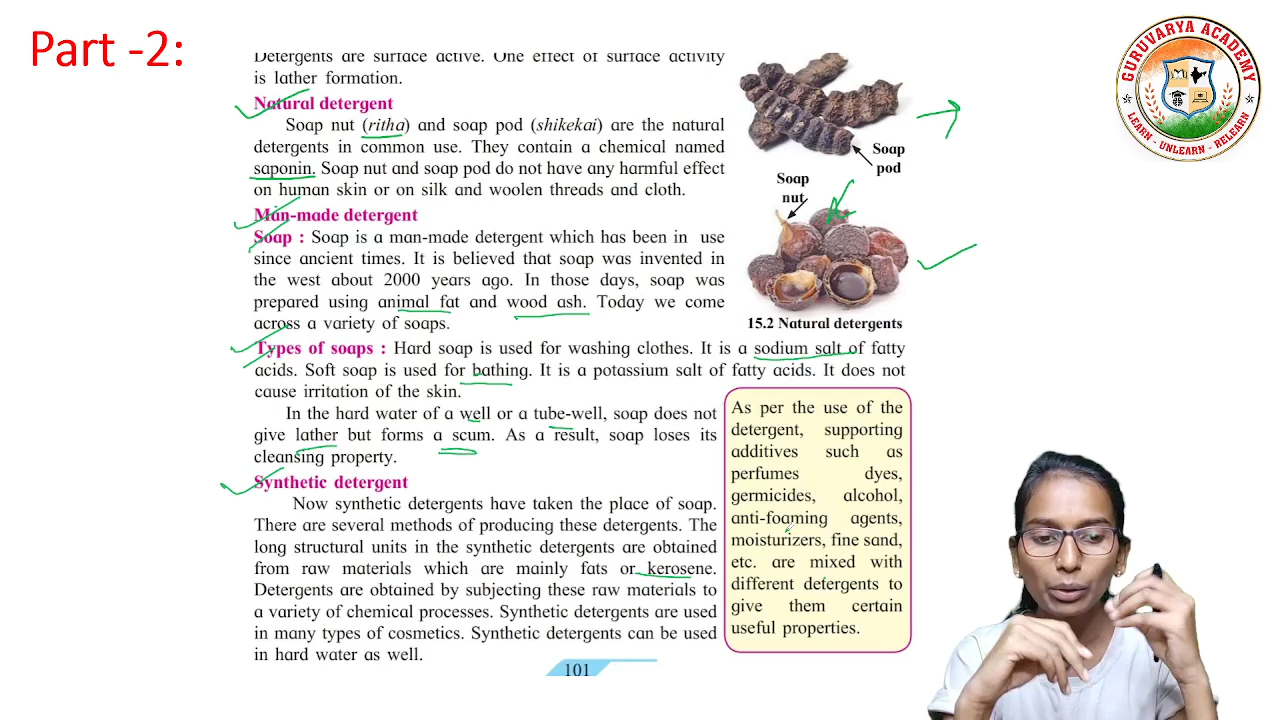 Part -2:
Detergents are surface active. One effect of surface activity
is lather formation.
Natural detergent
Soap nut (ritha) and soap pod (shikekai) are the natural
detergents in common use. They contain a chemical named
saponin. Soap nut and soap pod do not have any harmful effect
on human skin or on silk and woolen threads and cloth.
Man-made detergent
Soap : Soap is a man-made detergent which has been in use
since ancient times. It is believed that soap was invented in
the west about 2000 years ago. In those days, soap was
prepared using animal fat and wood ash. Today we come
across a variety of soaps.
Soap
pod
Soap
nut
15.2 Natural detergents
Types of soaps : Hard soap is used for washing clothes. It is a sodium salt of fatty
acids. Soft soap is used for bathing. It is a potassium salt of fatty acids. It does not
cause irritation of the skin.
In the hard water of a well or a tube-well, soap does not
give lather but forms a scum. As a result, soap loses its
cleansing property.
Synthetic detergent
Now synthetic detergents have taken the place of soap.
There are several methods of producing these detergents. The
long structural units in the synthetic detergents are obtained
from raw materials which are mainly fats or kerosene.
Detergents are obtained by subjecting these raw materials to
a variety of chemical processes. Synthetic detergents are used
in many types of cosmetics. Synthetic detergents can be used
in hard water as well.
As per the use of the
detergent, supporting
additives such as
perfumes dyes,
germicides, alcohol,
anti-foaming agents,
moisturizers, fine sand,
etc. are mixed with
different detergents to
give them certain
useful properties.
101
GURUVARYA ACADEMY
LEARN - UNLEARN - RELEARN